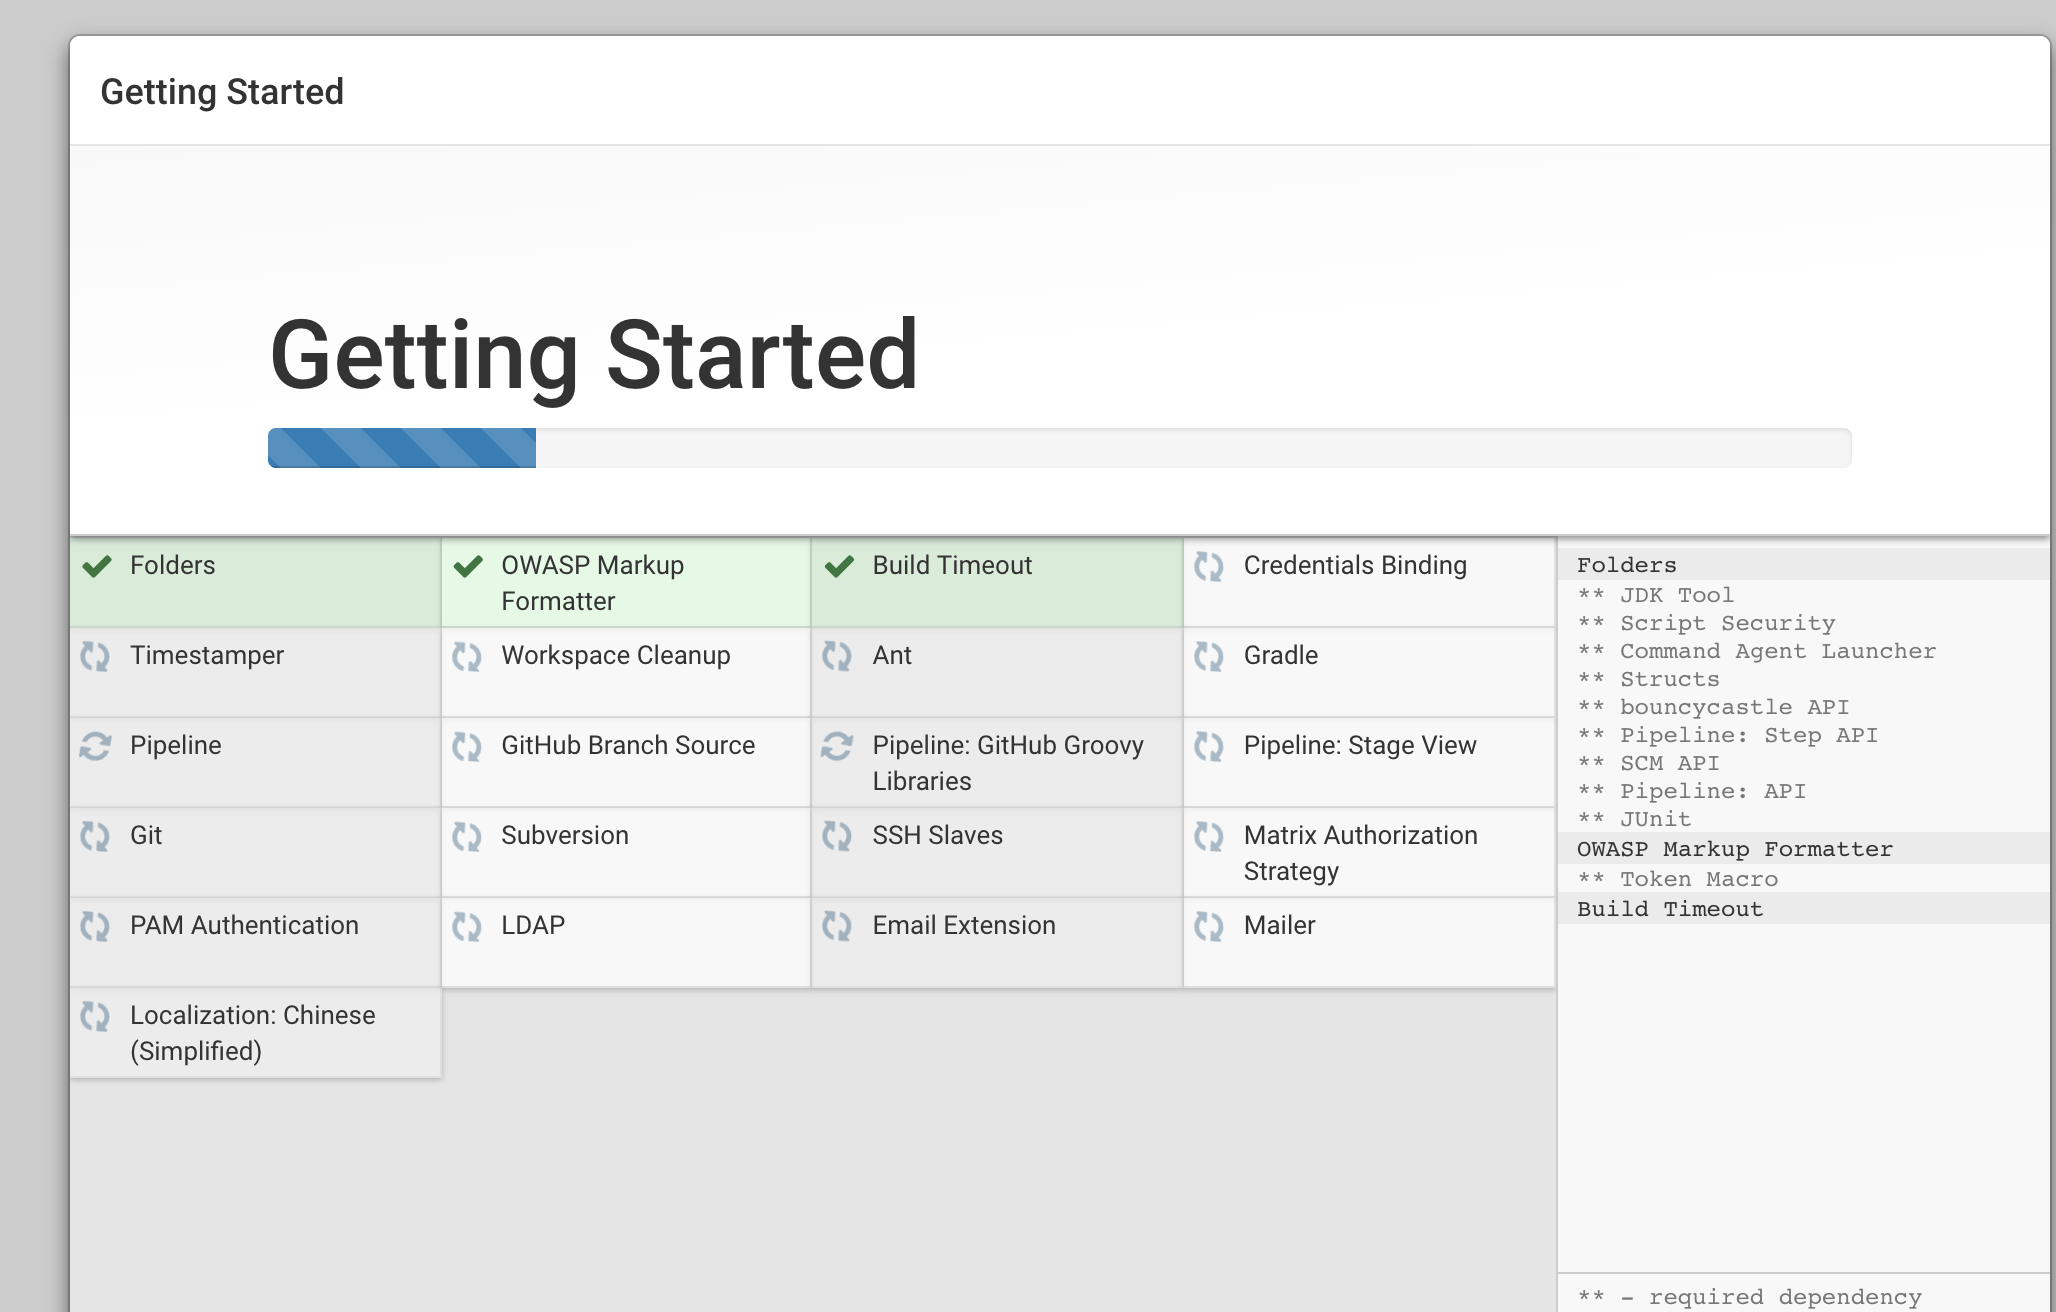 Getting Started
Getting Started
Folders
OWASP Markup
Formatter
Build Timeout
Credentials Binding
Timestamper
Workspace Cleanup
Ant
Gradle
Pipeline
GitHub Branch Source
Pipeline: GitHub Groovy
Libraries
Pipeline: Stage View
Git
Subversion
SSH Slaves
Matrix Authorization
Strategy
PAM Authentication
LDAP
Email Extension
Mailer
Localization: Chinese
(Simplified)
Folders
** JDK Tool
** Script Security
** Command Agent Launcher
** Structs
** bouncycastle API
** Pipeline: Step API
** SCM API
** Pipeline: API
** JUnit
OWASP Markup Formatter
** Token Macro
Build Timeout
** - required dependency